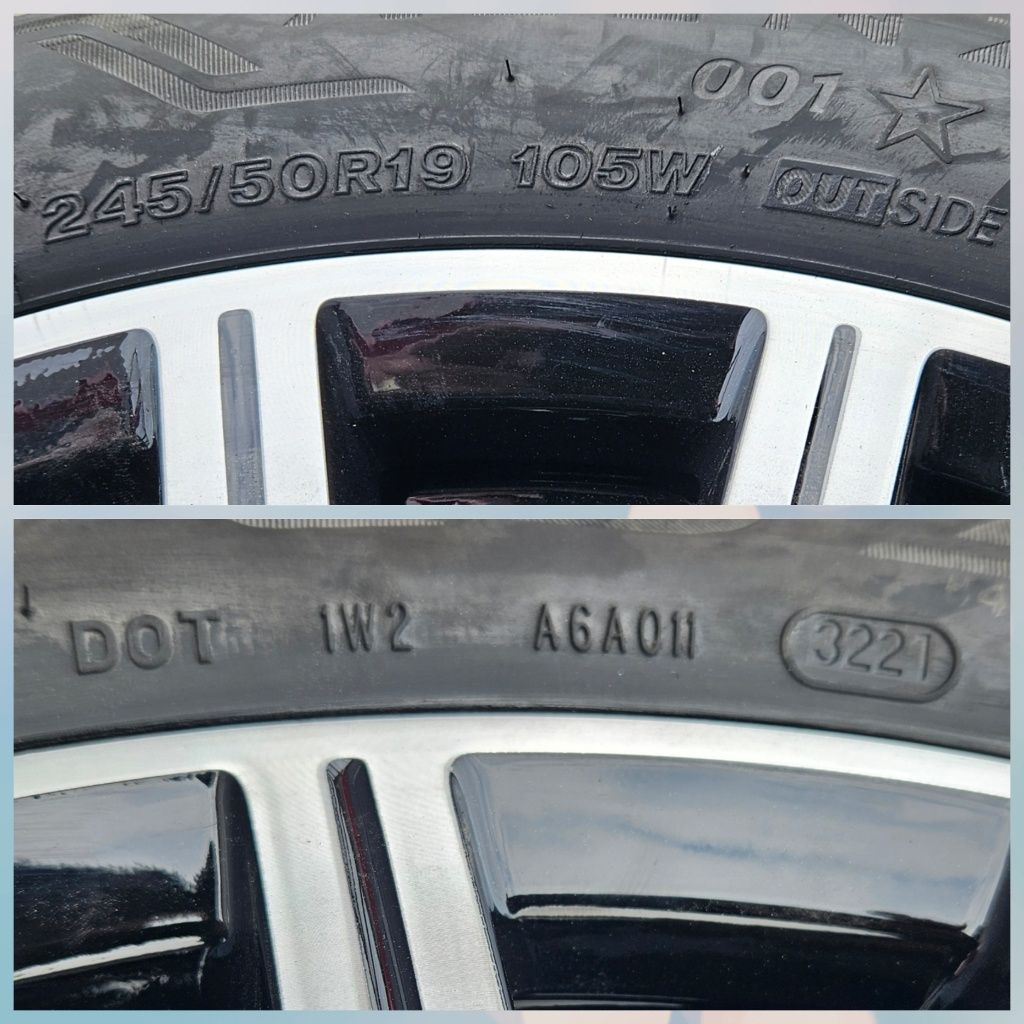 001
245/50R19 105W OUTSIDE
DOT 1W2 A6A011 3221